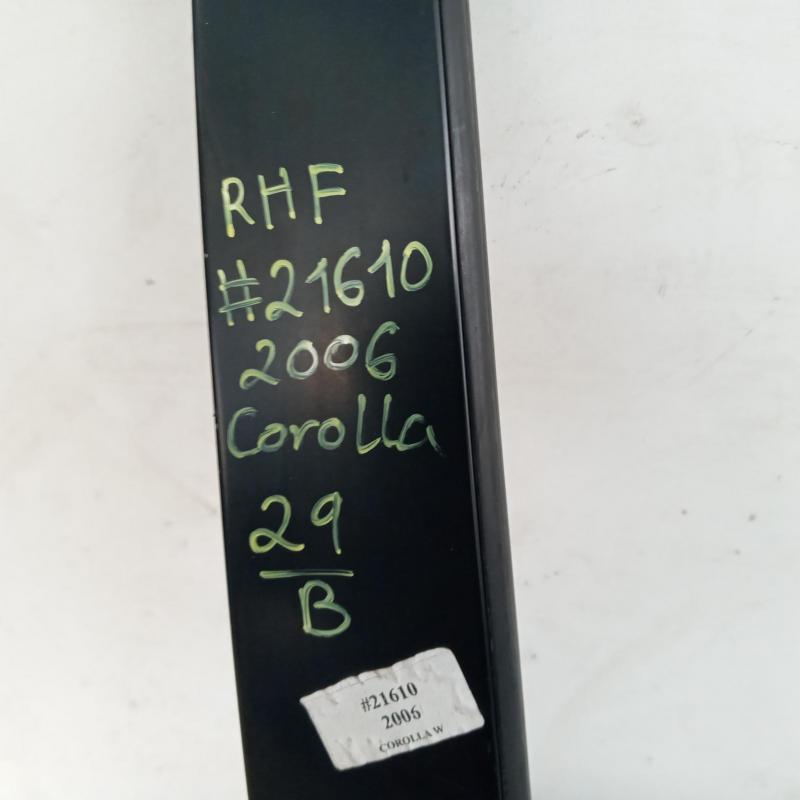 RHF
#21610
2006
Corolla
29
B
#21610
2006
COROLLA W